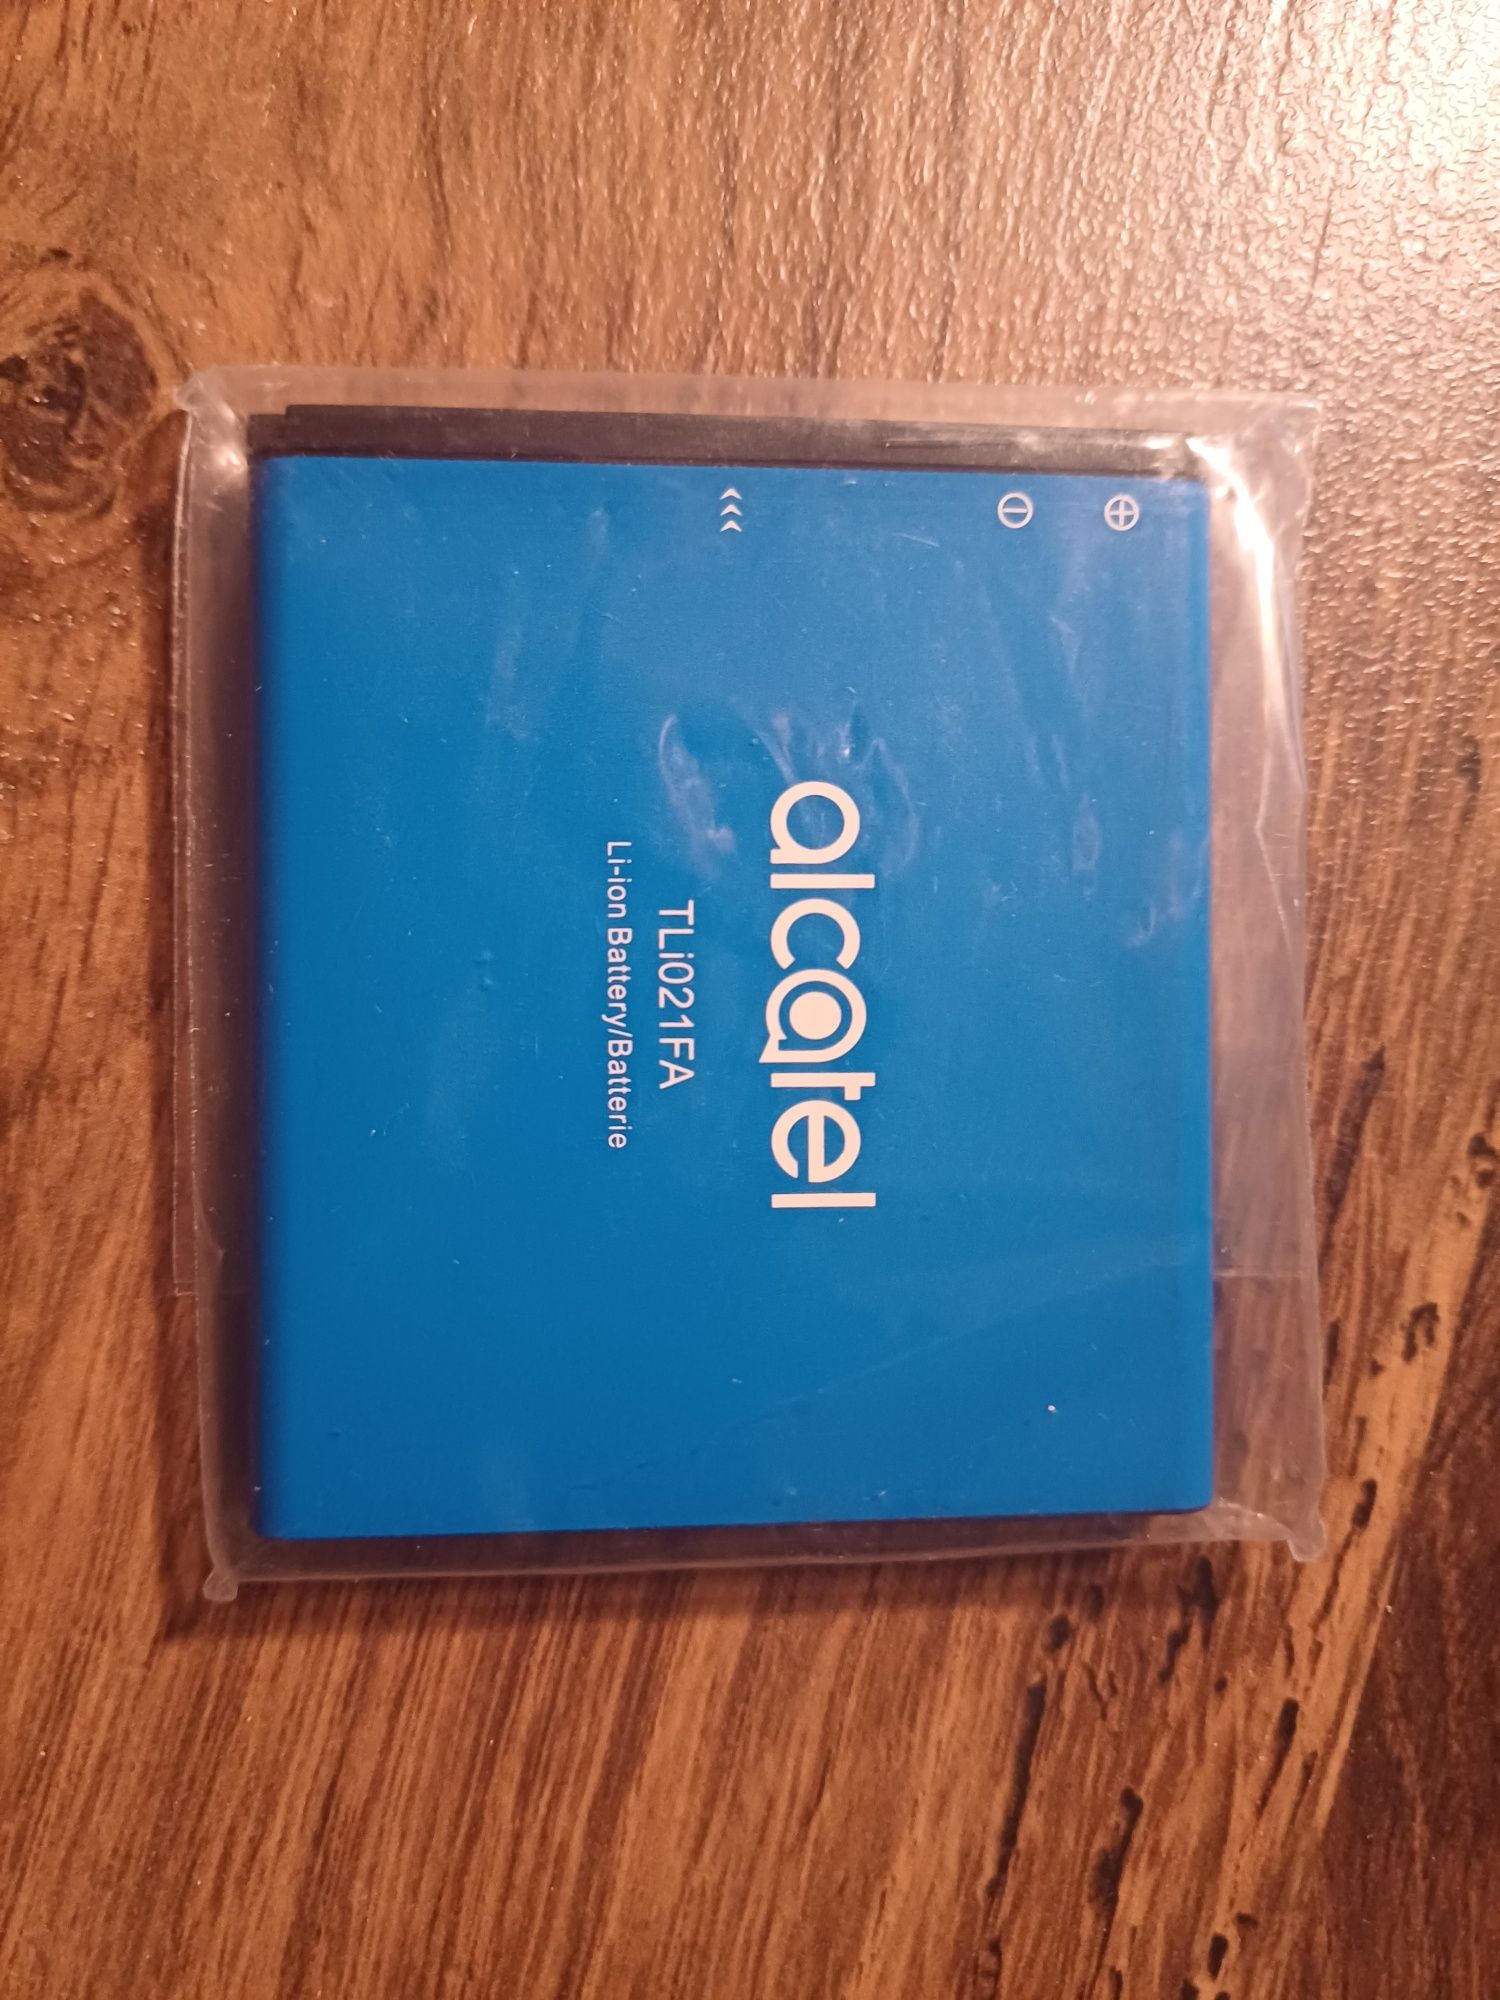 alcatel
TLi021FA
Li-ion Battery/Batterie